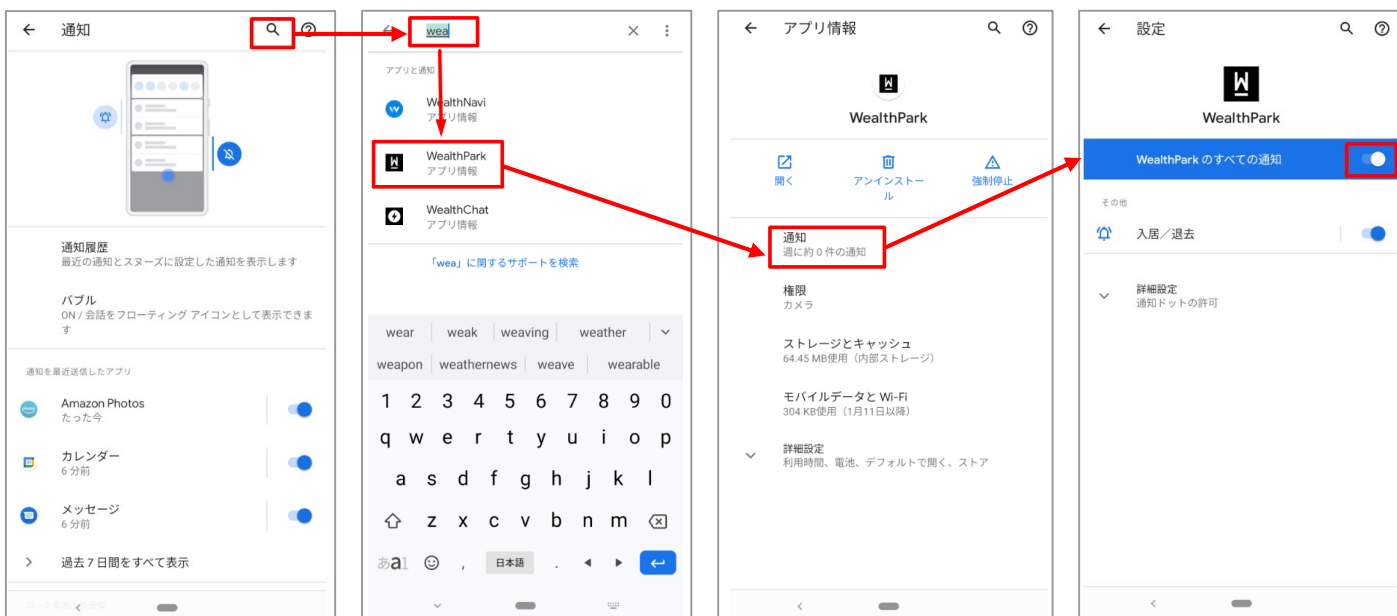 通知
通知履歴
最近の通知とスヌーズに設定した通知を表示します
バブル
ON / 会話をフローティング アイコンとして表示できま
す
通知を最近送信したアプリ
Amazon Photos
たった今
カレンダー
6 分前
メッセージ
6 分前
過去 7 日間をすべて表示
wea
アプリと通知
WealthNavi
アプリ情報
WealthPark
アプリ情報
WealthChat
アプリ情報
「wea」に関するサポートを検索
wear weak weaving weather
weapon weathernews weave wearable
1 2 3 4 5 6 7 8 9 0
q w e r t y u i o p
a s d f g h j k l
z x c v b n m
あa1 , 日本語 .
アプリ情報
WealthPark
開く アンインストー 強制停止
ル
通知
週に約 0 件の通知
権限
カメラ
ストレージとキャッシュ
64.45 MB使用（内部ストレージ）
モバイルデータと Wi-Fi
304 KB使用（1月11日以降）
詳細設定
利用時間、電池、デフォルトで開く、ストア
設定
WealthPark
WealthPark のすべての通知
その他
入居／退去
詳細設定
通知ドットの許可